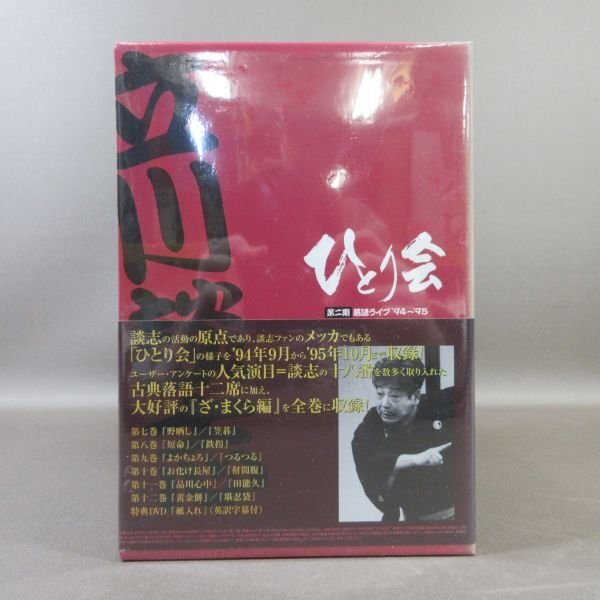 立川談
ひとり会
第二期 落語ライブ'94～'95
談志の活動の原点であり、談志ファンのメッカでもある
「ひとり会」の様子を'94年9月から'95年10月まで収録!
ユーザー・アンケートの人気演目=談志の十八番を数多く取り入れた
古典落語十二席に加え、
大好評の『ざ・まくら編』を全巻に収録!
第七巻『野晒し』/『笠碁』
第八巻『短命』/『鉄拐』
第九巻『よかちょろ』/『つるつる』
第十巻『お化け長屋』/『幇間腹』
第十一巻『品川心中』/『田能久』
第十二巻『黄金餅』/『堪忍袋』
特典DVD『紙入れ』(英訳字幕付)